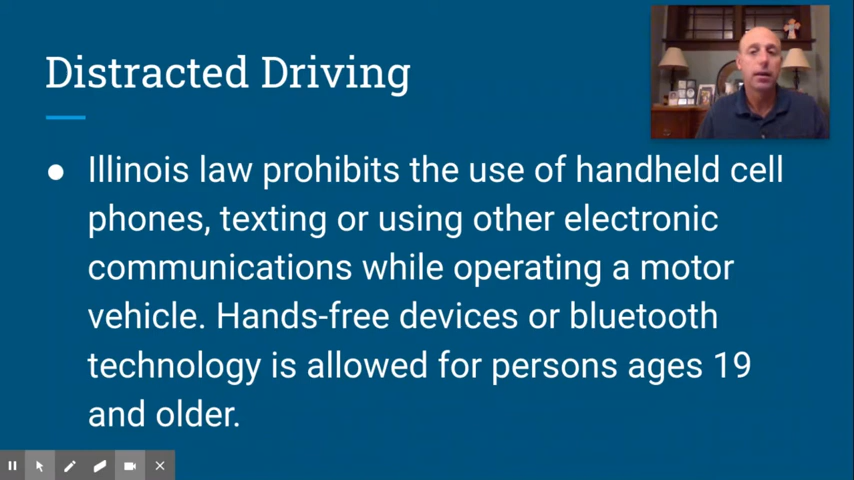 Distracted Driving
● Illinois law prohibits the use of handheld cell
phones, texting or using other electronic
communications while operating a motor
vehicle. Hands-free devices or bluetooth
technology is allowed for persons ages 19
and older.